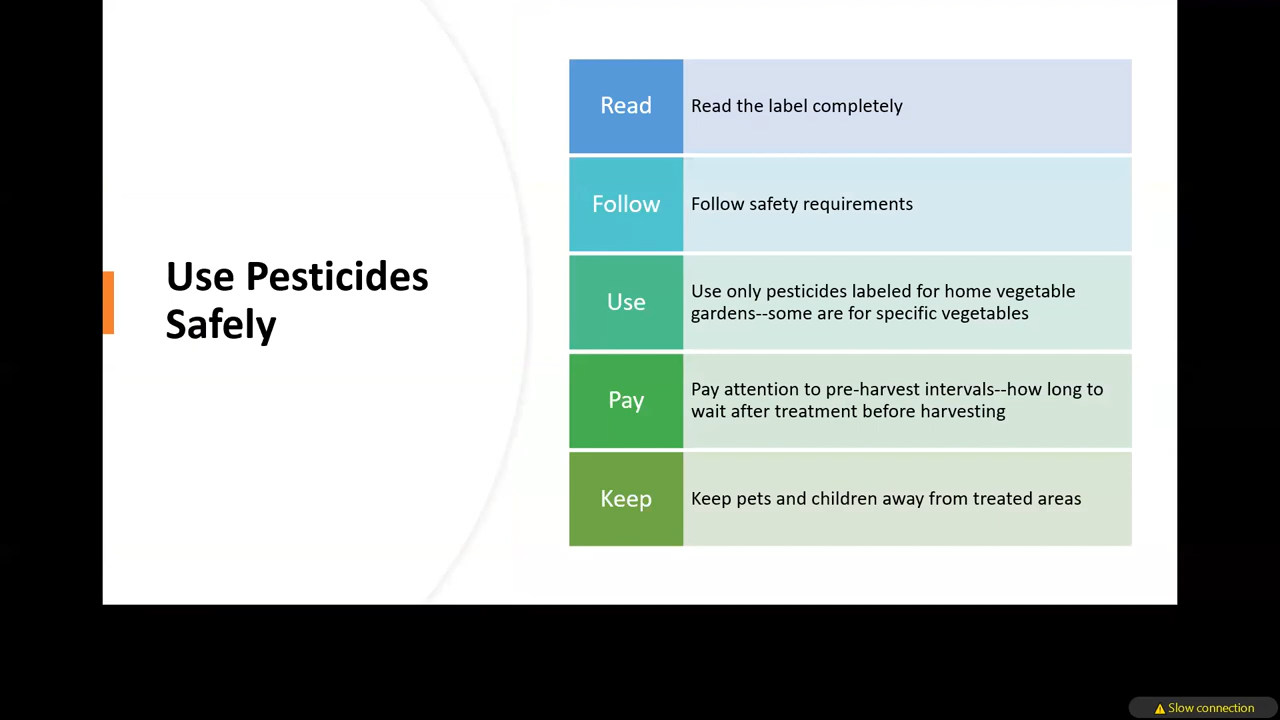 Use Pesticides
Safely
Read
Read the label completely
Follow
Follow safety requirements
Use
Use only pesticides labeled for home vegetable
gardens--some are for specific vegetables
Pay
Pay attention to pre-harvest intervals--how long to
wait after treatment before harvesting
Keep
Keep pets and children away from treated areas
Slow connection